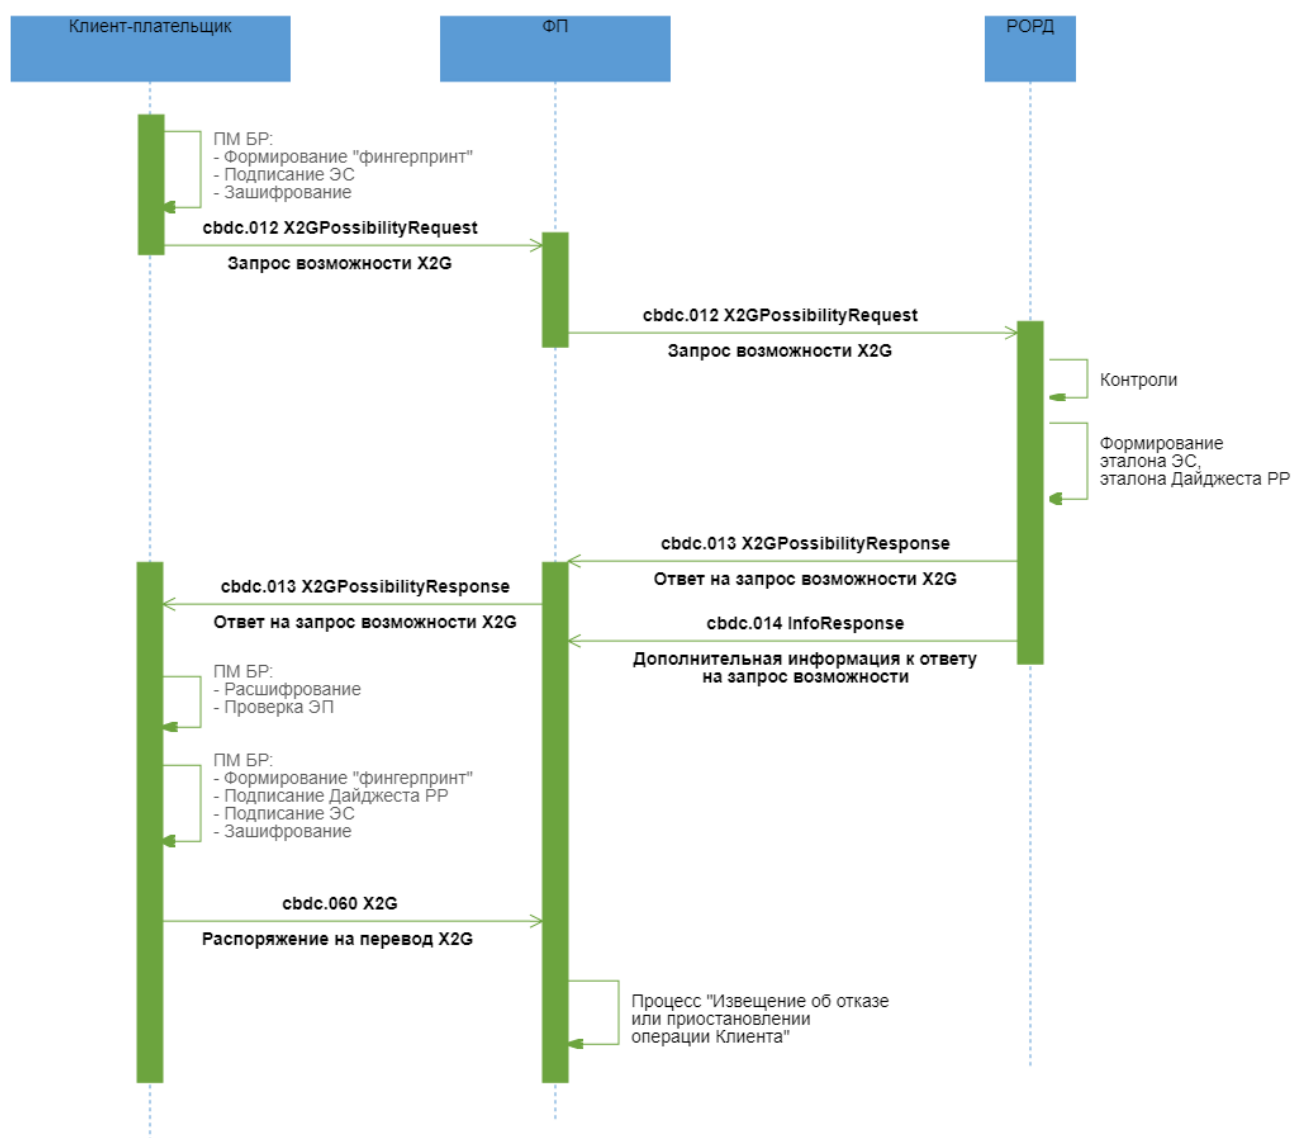 Клиент-плательщик
ФП
РОРД
ПМ БР:
- Формирование "фингерпринт"
- Подписание ЭС
- Зашифрование
cbdc.012 X2GPossibilityRequest
Запрос возможности X2G
cbdc.012 X2GPossibilityRequest
Запрос возможности X2G
Контроли
Формирование
эталона ЭС,
эталона Дайджеста РР
cbdc.013 X2GPossibilityResponse
Ответ на запрос возможности X2G
cbdc.013 X2GPossibilityResponse
Ответ на запрос возможности X2G
cbdc.014 InfoResponse
Дополнительная информация к ответу
на запрос возможности
ПМ БР:
- Расшифрование
- Проверка ЭП
ПМ БР:
- Формирование "фингерпринт"
- Подписание Дайджеста РР
- Подписание ЭС
- Зашифрование
cbdc.060 X2G
Распоряжение на перевод X2G
Процесс "Извещение об отказе
или приостановлении
операции Клиента"